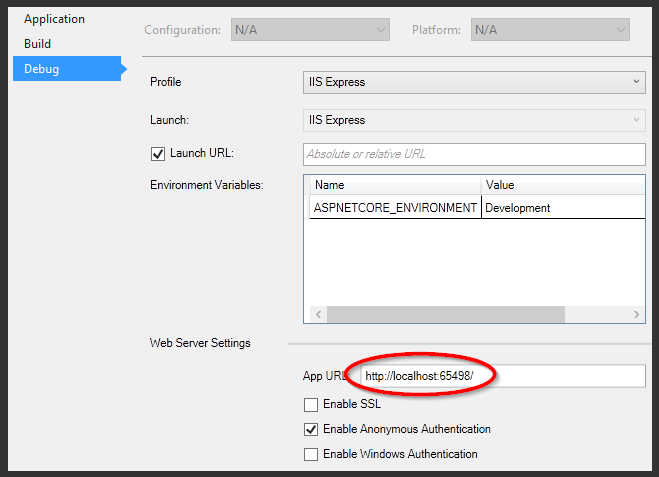 Application
Build
Debug
Configuration: N/A Platform: N/A
Profile IIS Express
Launch: IIS Express
Launch URL: Absolute or relative URL
Environment Variables: Name Value
ASPNETCORE_ENVIRONMENT Development
Web Server Settings
App URL http://localhost:65498/
Enable SSL
Enable Anonymous Authentication
Enable Windows Authentication